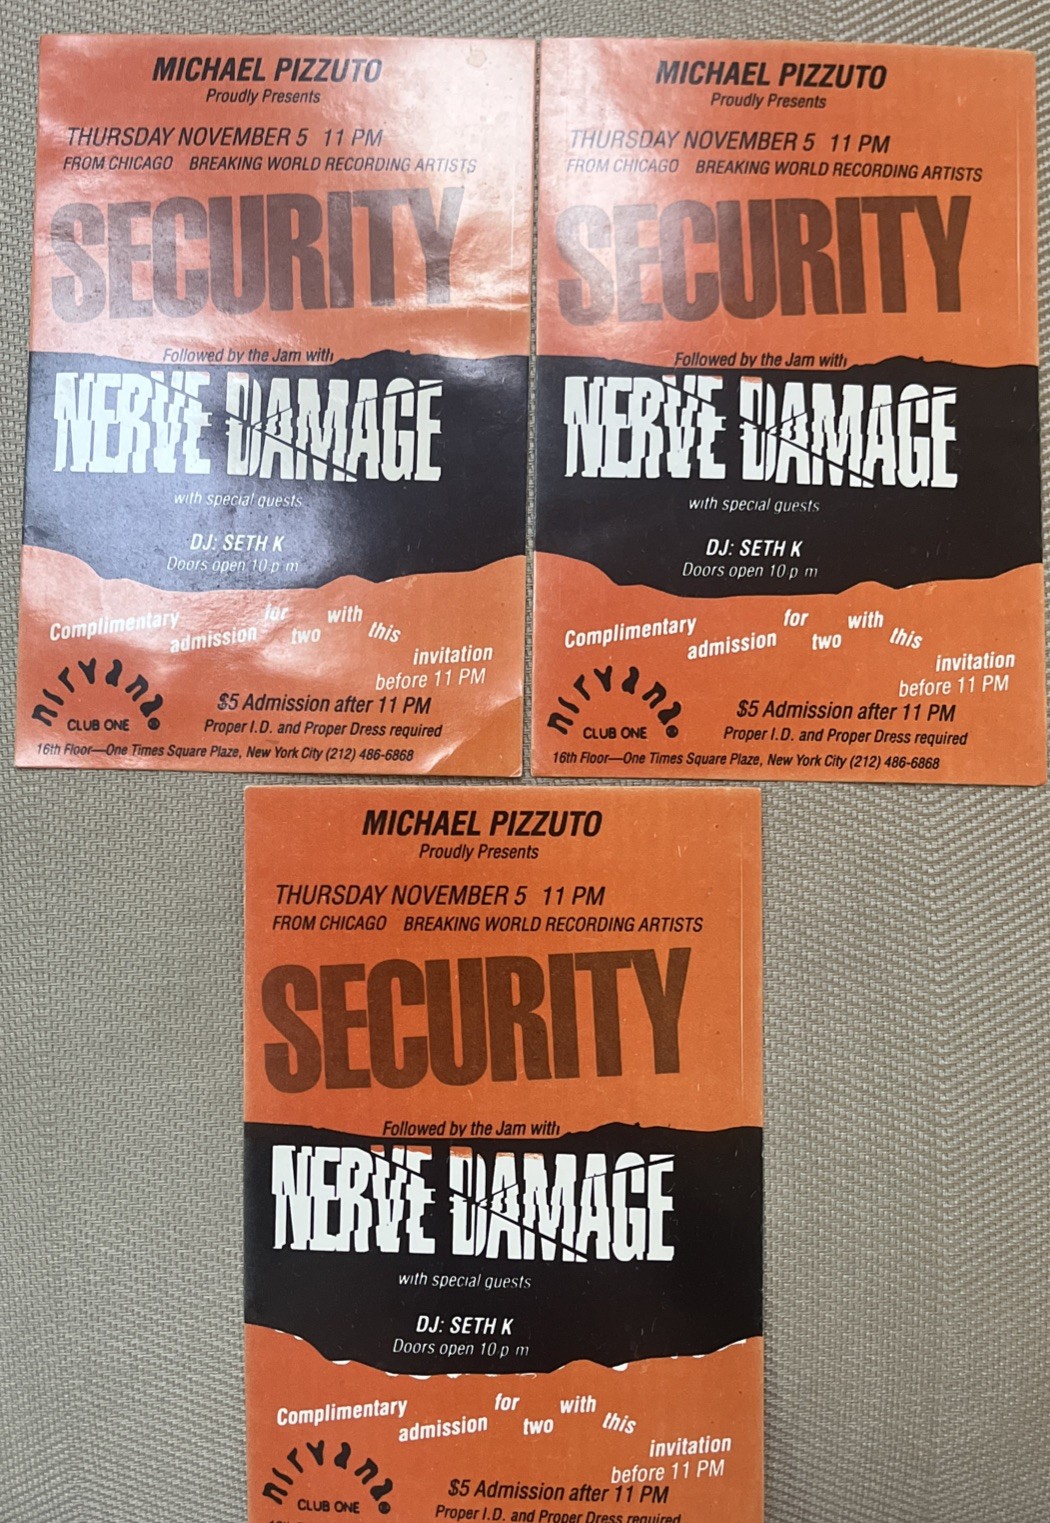 MICHAEL PIZZUTO
Proudly Presents
THURSDAY NOVEMBER 5 11 PM
FROM CHICAGO BREAKING WORLD RECORDING ARTISTS
SECURITY
Followed by the Jam with
NERVE DAMAGE
with special guests
DJ: SETH K
Doors open 10 p m
Complimentary admission for two with this invitation
before 11 PM
nirvana
CLUB ONE
$5 Admission after 11 PM
Proper I.D. and Proper Dress required
16th Floor—One Times Square Plaze, New York City (212) 486-6868
MICHAEL PIZZUTO
Proudly Presents
THURSDAY NOVEMBER 5 11 PM
FROM CHICAGO BREAKING WORLD RECORDING ARTISTS
SECURITY
Followed by the Jam with
NERVE DAMAGE
with special guests
DJ: SETH K
Doors open 10 p m
Complimentary admission for two with this invitation
before 11 PM
nirvana
CLUB ONE
$5 Admission after 11 PM
Proper I.D. and Proper Dress required
16th Floor—One Times Square Plaze, New York City (212) 486-6868
MICHAEL PIZZUTO
Proudly Presents
THURSDAY NOVEMBER 5 11 PM
FROM CHICAGO BREAKING WORLD RECORDING ARTISTS
SECURITY
Followed by the Jam with
NERVE DAMAGE
with special guests
DJ: SETH K
Doors open 10 p m
Complimentary admission for two with this invitation
before 11 PM
nirvana
CLUB ONE
$5 Admission after 11 PM
Proper I.D. and Proper Dress required